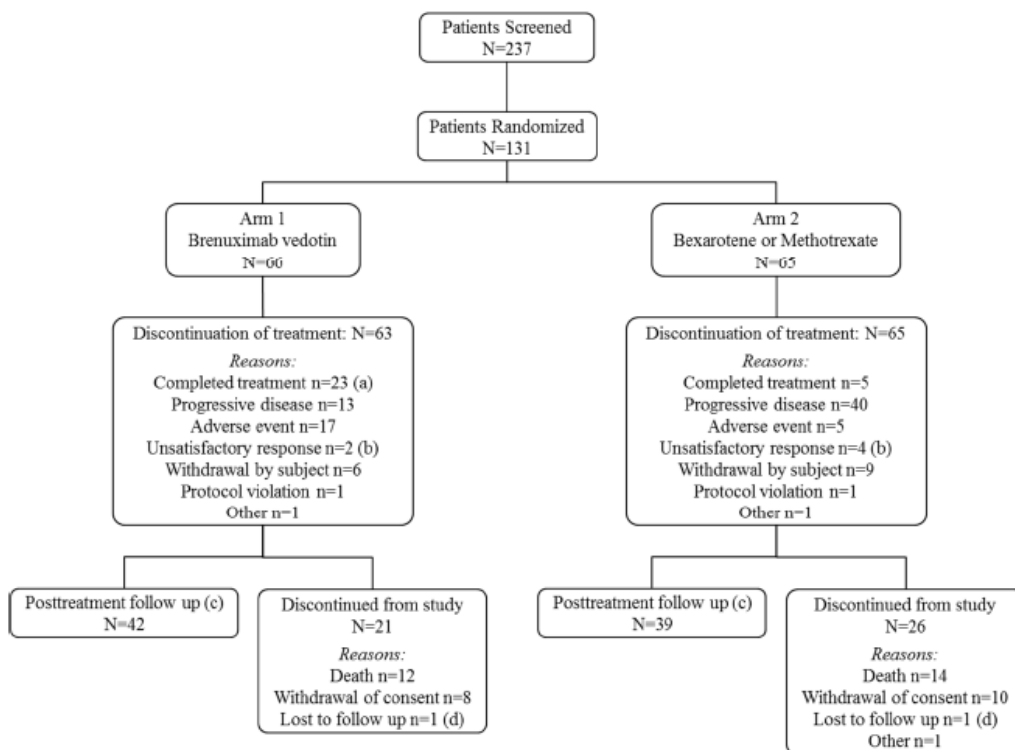 Patients Screened
N=237
Patients Randomized
N=131
Arm 1
Brenuximab vedotin
N=66
Arm 2
Bexarotene or Methotrexate
N=65
Discontinuation of treatment: N=63
Reasons:
Completed treatment n=23 (a)
Progressive disease n=13
Adverse event n=17
Unsatisfactory response n=2 (b)
Withdrawal by subject n=6
Protocol violation n=1
Other n=1
Discontinuation of treatment: N=65
Reasons:
Completed treatment n=5
Progressive disease n=40
Adverse event n=5
Unsatisfactory response n=4 (b)
Withdrawal by subject n=9
Protocol violation n=1
Other n=1
Posttreatment follow up (c)
N=42
Discontinued from study
N=21
Reasons:
Death n=12
Withdrawal of consent n=8
Lost to follow up n=1 (d)
Posttreatment follow up (c)
N=39
Discontinued from study
N=26
Reasons:
Death n=14
Withdrawal of consent n=10
Lost to follow up n=1 (d)
Other n=1